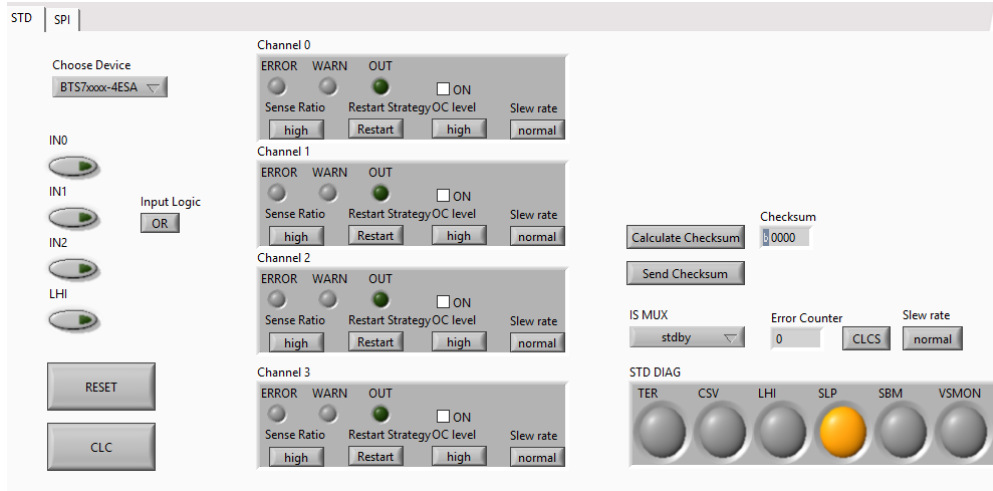 STD SPI
Choose Device
BTS7xxxx-4ESA
IN0
IN1
IN2
LHI
Input Logic
OR
RESET
CLC
Channel 0
ERROR WARN OUT
ON
Sense Ratio Restart Strategy OC level Slew rate
high Restart high normal
Channel 1
ERROR WARN OUT
ON
Sense Ratio Restart Strategy OC level Slew rate
high Restart high normal
Channel 2
ERROR WARN OUT
ON
Sense Ratio Restart Strategy OC level Slew rate
high Restart high normal
Channel 3
ERROR WARN OUT
ON
Sense Ratio Restart Strategy OC level Slew rate
high Restart high normal
Checksum
Calculate Checksum b 0000
Send Checksum
IS MUX Error Counter Slew rate
stdby 0 CLCS normal
STD DIAG
TER CSV LHI SLP SBM VSMON